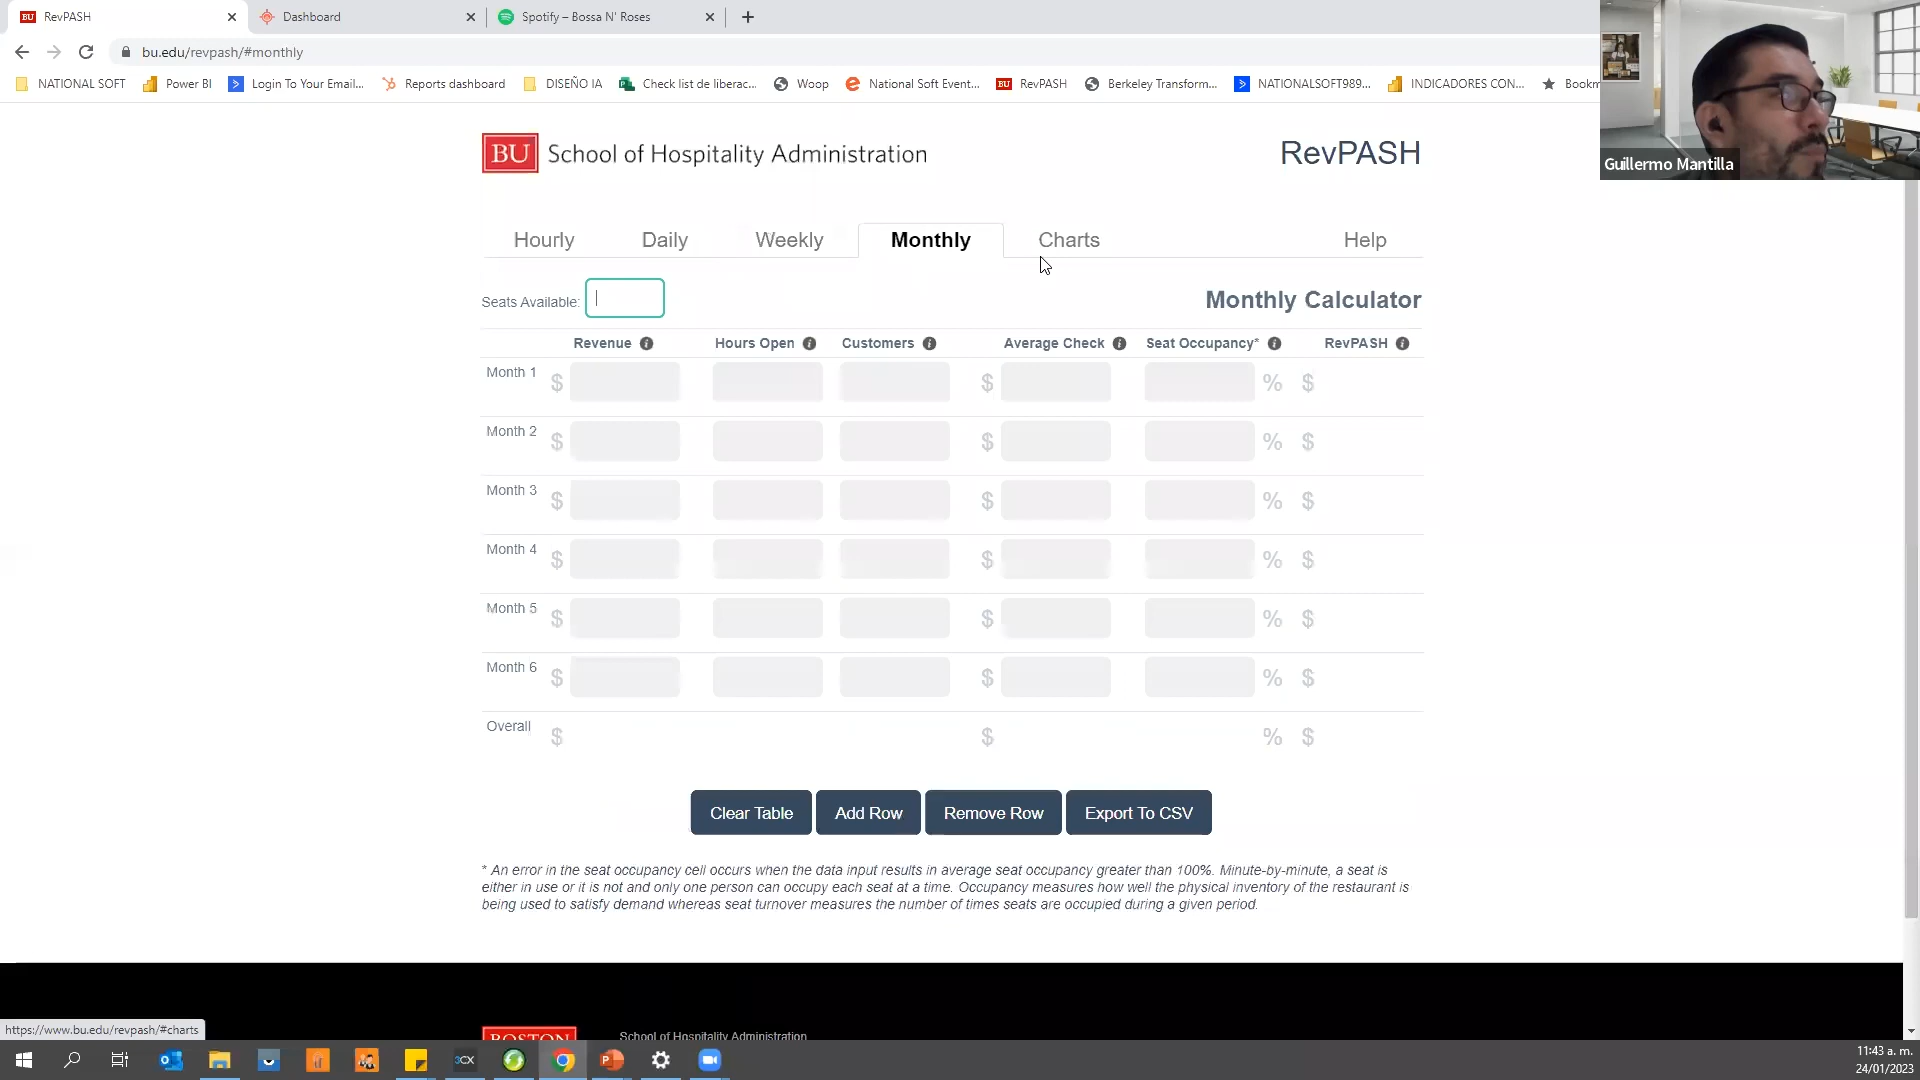 RevPASH
Dashboard
Spotify – Bossa N' Roses
bu.edu/revpash/#monthly
NATIONAL SOFT
Power BI
Login To Your Email...
Reports dashboard
DISEÑO IA
Check list de liberac...
Woop
National Soft Event...
BU RevPASH
Berkeley Transform...
NATIONALSOFT989...
INDICADORES CON...
Bookm
Guillermo Mantilla
BU School of Hospitality Administration
RevPASH
Hourly Daily Weekly Monthly Charts Help
Seats Available:
Monthly Calculator
Revenue Hours Open Customers Average Check Seat Occupancy* RevPASH
Month 1 $ $ % $
Month 2 $ $ % $
Month 3 $ $ % $
Month 4 $ $ % $
Month 5 $ $ % $
Month 6 $ $ % $
Overall $ $ % $
Clear Table Add Row Remove Row Export To CSV
* An error in the seat occupancy cell occurs when the data input results in average seat occupancy greater than 100%. Minute-by-minute, a seat is
either in use or it is not and only one person can occupy each seat at a time. Occupancy measures how well the physical inventory of the restaurant is
being used to satisfy demand whereas seat turnover measures the number of times seats are occupied during a given period.
BOSTON
School of Hospitality Administration
https://www.bu.edu/revpash/#charts
3CX
11:43 a. m.
24/01/2023